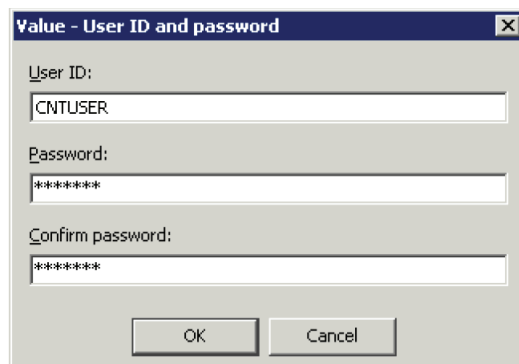 Value - User ID and password
User ID:
CNTUSER
Password:
*******
Confirm password:
*******
OK
Cancel